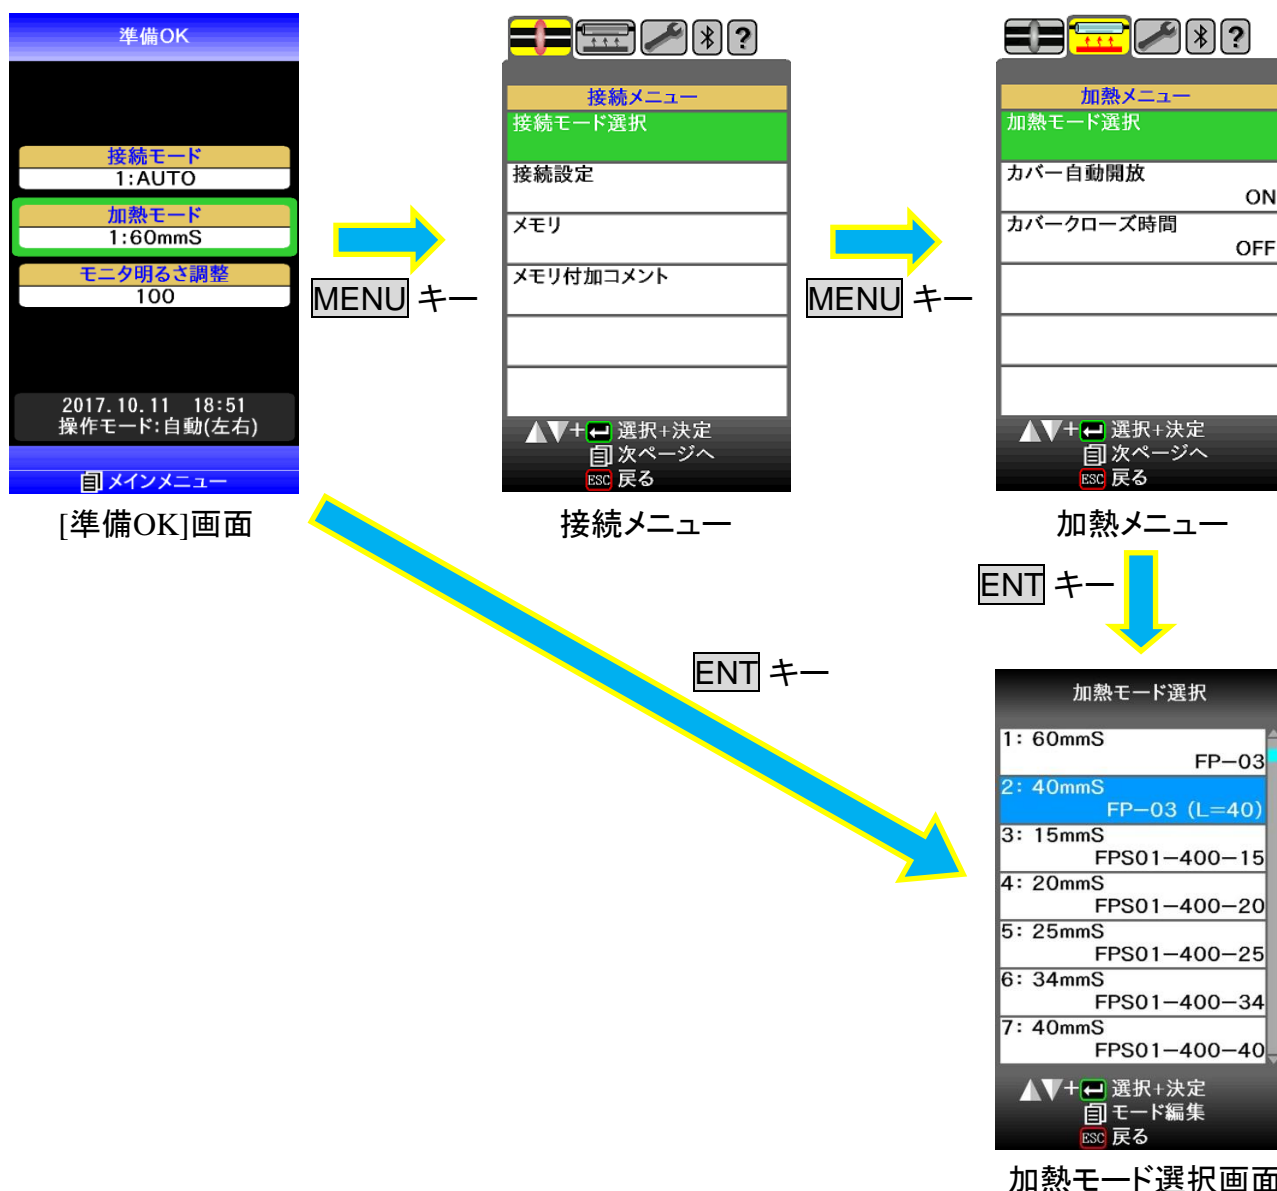 準備OK
接続モード
1:AUTO
加熱モード
1:60mmS
モニタ明るさ調整
100
2017.10.11 18:51
操作モード:自動(左右)
メインメニュー
[準備OK]画面
MENU キー
?
接続メニュー
接続モード選択
接続設定
メモリ
メモリ付加コメント
+ 選択+決定
次ページへ
ESC 戻る
接続メニュー
MENU キー
?
加熱メニュー
加熱モード選択
カバー自動開放
ON
カバークローズ時間
OFF
+ 選択+決定
次ページへ
ESC 戻る
加熱メニュー
ENT キー
ENT キー
加熱モード選択
1: 60mmS
FP−03
2: 40mmS
FP−03 (L=40)
3: 15mmS
FPS01−400−15
4: 20mmS
FPS01−400−20
5: 25mmS
FPS01−400−25
6: 34mmS
FPS01−400−34
7: 40mmS
FPS01−400−40
+ 選択+決定
モード編集
ESC 戻る
加熱モード選択画面